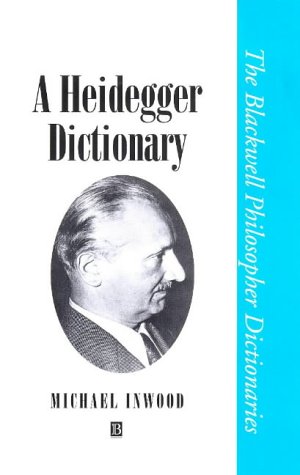 A Heidegger
Dictionary
MICHAEL INWOOD
B
The Blackwell Philosopher Dictionaries